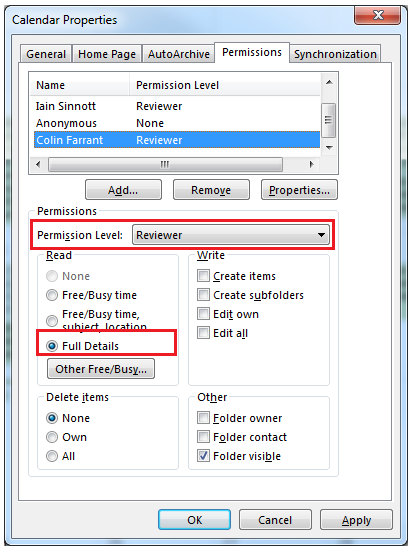 Calendar Properties
General Home Page AutoArchive Permissions Synchronization
Name Permission Level
Iain Sinnott Reviewer
Anonymous None
Colin Farrant Reviewer
Add... Remove Properties...
Permissions
Permission Level: Reviewer
Read
None
Free/Busy time
Free/Busy time,
subject, location
Full Details
Other Free/Busy...
Write
Create items
Create subfolders
Edit own
Edit all
Delete items
None
Own
All
Other
Folder owner
Folder contact
Folder visible
OK Cancel Apply